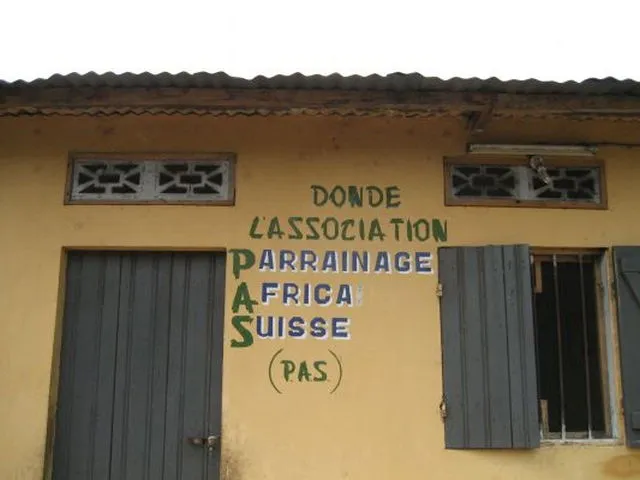 DONDE
L'ASSOCIATION
PARRAINAGE
AFRICA
SUISSE
(P.A.S.)